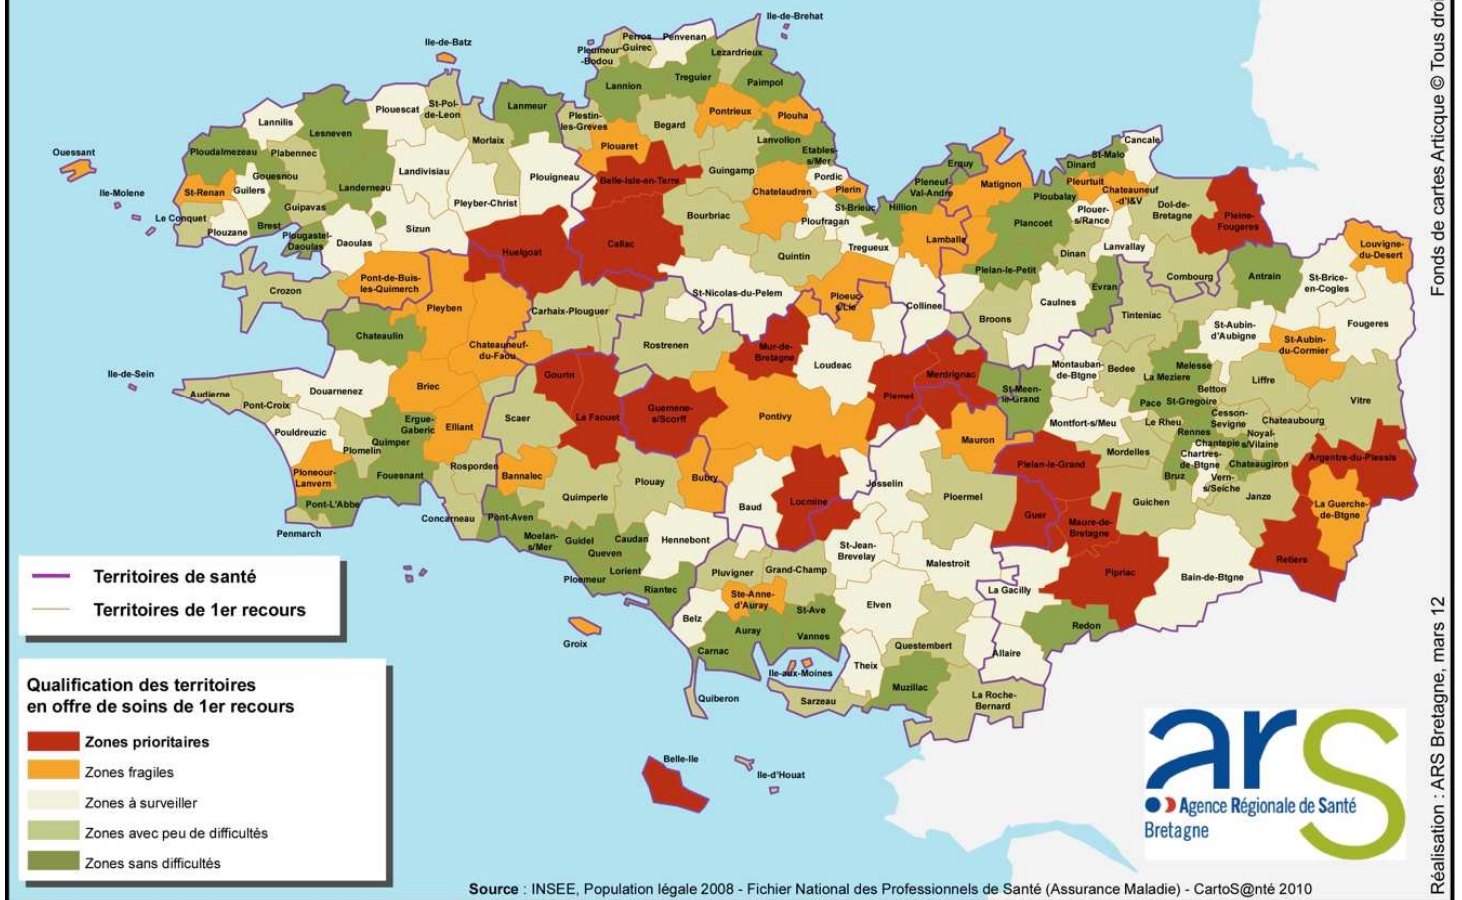 Ile-de-Brehat
Perros
-Guirec
Penvenan
Pleumeur
-Bodou
Lezardrieux
Ile-de-Batz
Lannion
Treguier
Paimpol
Plouescat
St-Pol-
de-Leon
Lanmeur
Plestin-
les-Greves
Pontrieux
Plouha
Lannilis
Lesneven
Morlaix
Begard
Lanvollon
Etables-
s/Mer
Plouaret
Ploudalmezeau
Plabennec
Gouesnou
Ouessant
Landivisiau
Plouigneau
Belle-Isle-en-Terre
Guingamp
Chatelaudren
Pordic
Plerin
St-Brieuc
Erquy
Pleneuf-
Val-Andre
Matignon
Dinard
St-Malo
Cancale
Pleurtuit
Chateauneuf
-d'I&V
Ploubalay
Ile-Molene
St-Renan
Guilers
Landerneau
Guipavas
Pleyber-Christ
Le Conquet
Plouzane
Brest
Plougastel-
Daoulas
Daoulas
Sizun
Huelgoat
Callac
Bourbriac
Ploufragan
Hillion
Tregueux
Lamballe
Plancoet
Plouer-
s/Rance
Dol-de-
Bretagne
Pleine-
Fougeres
Lanvallay
Dinan
Louvigne-
du-Desert
Crozon
Pont-de-Buis-
les-Quimerch
Pleyben
Quintin
St-Nicolas-du-Pelem
Ploeuc-
s/Lie
Collinee
Plelan-le-Petit
Evran
Combourg
Antrain
St-Brice-
en-Cogles
Caulnes
Broons
Tinteniac
Fougeres
Carhaix-Plouguer
Chateaulin
Chateauneuf-
du-Faou
Rostrenen
Mur-de-
Bretagne
Loudeac
St-Aubin-
d'Aubigne
St-Aubin-
du-Cormier
Ile-de-Sein
Audierne
Pont-Croix
Douarnenez
Briec
Gourin
Guemene-
s/Scorff
Plemet
Merdrignac
St-Meen-
le-Grand
Montauban-
de-Btgne
Bedee
La Meziere
Melesse
Betton
Liffre
Vitre
Pouldreuzic
Ergue-
Gaberic
Quimper
Plomelin
Elliant
Scaer
La Faouet
Pontivy
Mauron
Montfort-s/Meu
Pace
St-Gregoire
Le Rheu
Rennes
Cesson-
Sevigne
Chateaubourg
Noyal-
s/Vilaine
Chantepie
Chartres-
de-Btgne
Chateaugiron
Vern-
s/Seiche
Bruz
Mordelles
Argentre-du-Plessis
Ploneour-
Lanvern
Fouesnant
Rosporden
Bannalec
Plouay
Bubry
Locmine
Josselin
Ploermel
Plelan-le-Grand
Guichen
Janze
La Guerche-
de-Btgne
Pont-L'Abbe
Penmarch
Concarneau
Pont-Aven
Quimperle
Baud
Guer
Maure-de-
Bretagne
Moelan-
s/Mer
Guidel
Caudan
Queven
Hennebont
St-Jean-
Brevelay
Malestroit
Pipriac
Retiers
Bain-de-Btgne
Ploemeur
Lorient
Riantec
Pluvigner
Grand-Champ
La Gacilly
Ste-Anne-
d'Auray
St-Ave
Elven
Belz
Auray
Vannes
Redon
Groix
Carnac
Questembert
Allaire
Theix
Ile-aux-Moines
Muzillac
La Roche-
Bernard
Quiberon
Sarzeau
Belle-Ile
Ile-d'Houat
Territoires de santé
Territoires de 1er recours
Qualification des territoires
en offre de soins de 1er recours
Zones prioritaires
Zones fragiles
Zones à surveiller
Zones avec peu de difficultés
Zones sans difficultés
ars
Agence Régionale de Santé
Bretagne
Source : INSEE, Population légale 2008 - Fichier National des Professionnels de Santé (Assurance Maladie) - CartoS@nté 2010
Réalisation : ARS Bretagne, mars 12
Fonds de cartes Articque © Tous droi